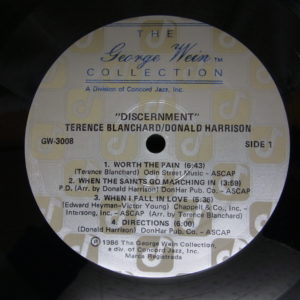 THE
George Wein TM
COLLECTION
A Division of Concord Jazz, Inc.
"DISCERNMENT"
TERENCE BLANCHARD/DONALD HARRISON
GW-3008
SIDE 1
1. WORTH THE PAIN (6:43)
(Terence Blanchard) Odie Street Music - ASCAP
2. WHEN THE SAINTS GO MARCHING IN (3:59)
P.D. (Arr. by Donald Harrison) DonHar Pub. Co. - ASCAP
3. WHEN I FALL IN LOVE (5:38)
(Edward Heyman-Victor Young) Chappell & Co., Inc. -
Intersong, Inc. - ASCAP (Arr. by Terence Blanchard)
4. DIRECTIONS (6:00)
(Donald Harrison) DonHar Pub. Co. - ASCAP
℗ 1986 The George Wein Collection,
a div. of Concord Jazz, Inc.
Marca Registrada